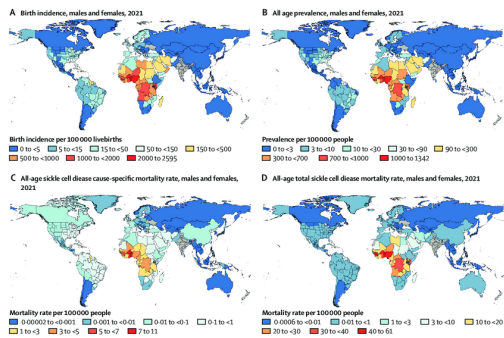 A Birth incidence, males and females, 2021
Birth incidence per 100 000 livebirths
0 to <5 5 to <15 15 to <50 50 to <150 150 to <500
500 to <1000 1000 to <2000 2000 to 2595
B All age prevalence, males and females, 2021
Prevalence per 100 000 people
0 to <3 3 to <10 10 to <30 30 to <90 90 to <300
300 to <700 700 to <1000 1000 to 1342
C All-age sickle cell diease cause-specific mortality rate, males and females,
2021
Mortality rate per 100 000 people
0·00002 to <0·001 0·001 to <0·01 0·01 to <0·1 0·1 to <1
1 to <3 3 to <5 5 to <7 7 to 11
D All-age total sickle cell diease mortality rate, males and females, 2021
Mortality rate per 100 000 people
0·0006 to <0·01 0·01 to <1 1 to <3 3 to <10 10 to <20
20 to <30 30 to <40 40 to 61